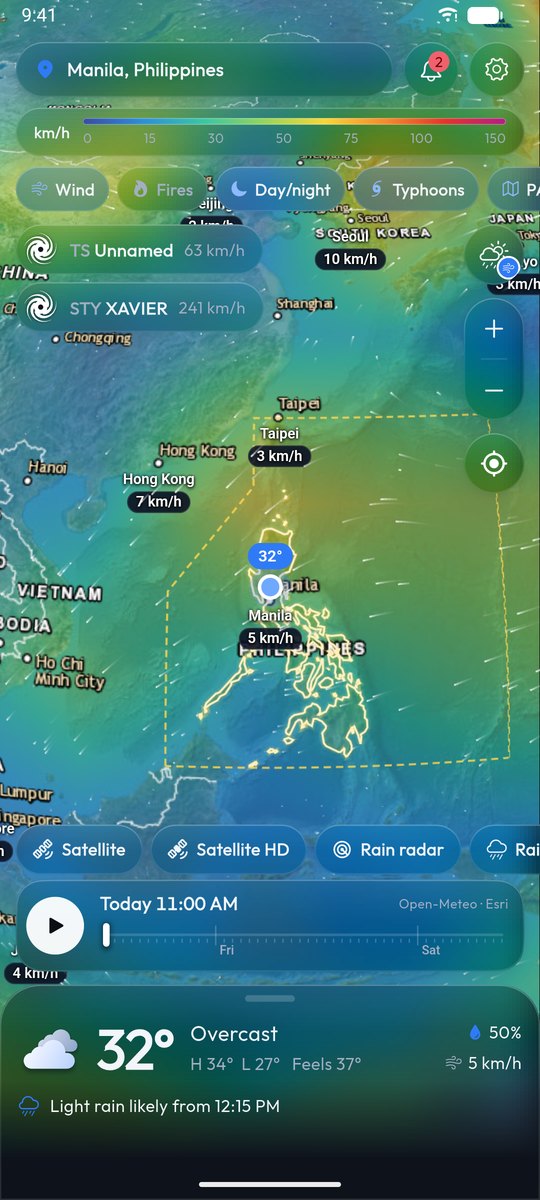 9:41
Manila, Philippines
2
km/h
0 15 30 50 75 100 150
Wind
Fires
Day/night
Typhoons
Seoul
JAPAN
SOUTH KOREA
Seoul
10 km/h
TS Unnamed 63 km/h
STY XAVIER 241 km/h
3 km/h
Shanghai
Chongqing
Taipei
Taipei
3 km/h
Hong Kong
Hong Kong
7 km/h
Hanoi
32°
VIETNAM
Manila
5 km/h
PHILIPPINES
Ho Chi
Minh City
Satellite
Satellite HD
Rain radar
Today 11:00 AM
Open-Meteo · Esri
Fri
Sat
4 km/h
32°
Overcast
H 34° L 27° Feels 37°
50%
5 km/h
Light rain likely from 12:15 PM